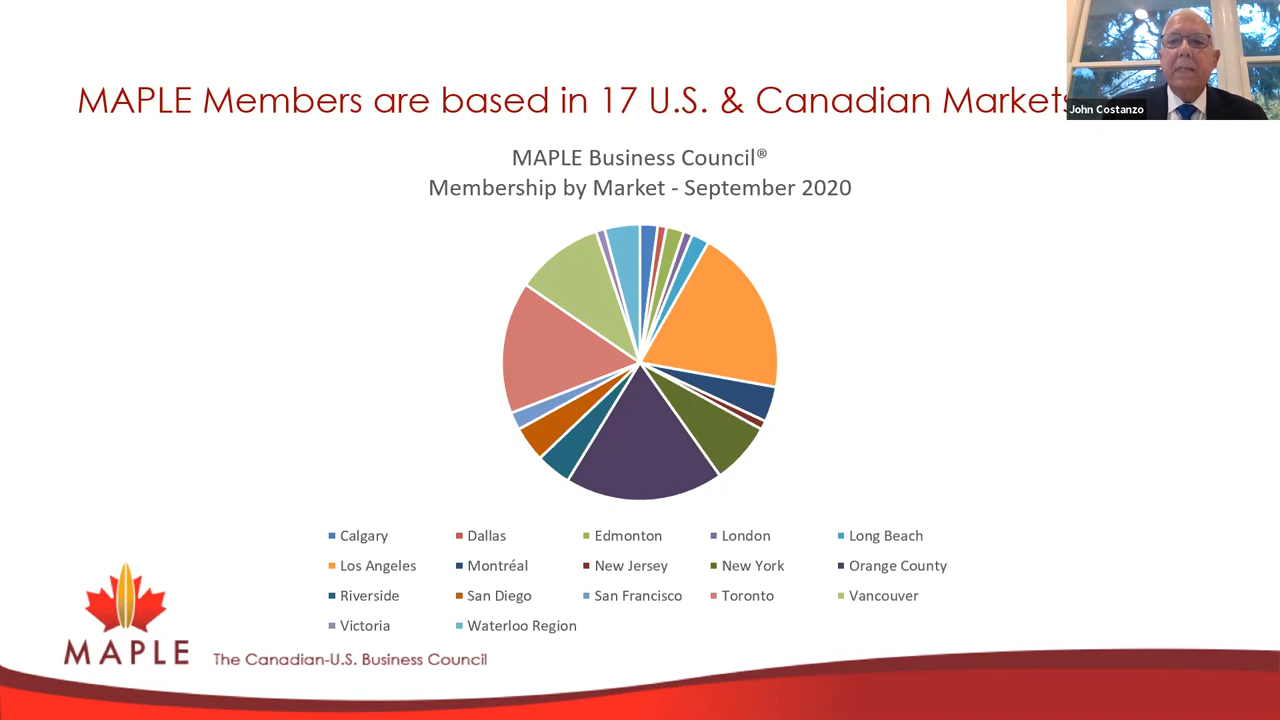 MAPLE Members are based in 17 U.S. & Canadian Markets
John Costanzo
MAPLE Business Council®
Membership by Market - September 2020
Calgary Dallas Edmonton London Long Beach
Los Angeles Montréal New Jersey New York Orange County
Riverside San Diego San Francisco Toronto Vancouver
Victoria Waterloo Region
MAPLE The Canadian-U.S. Business Council